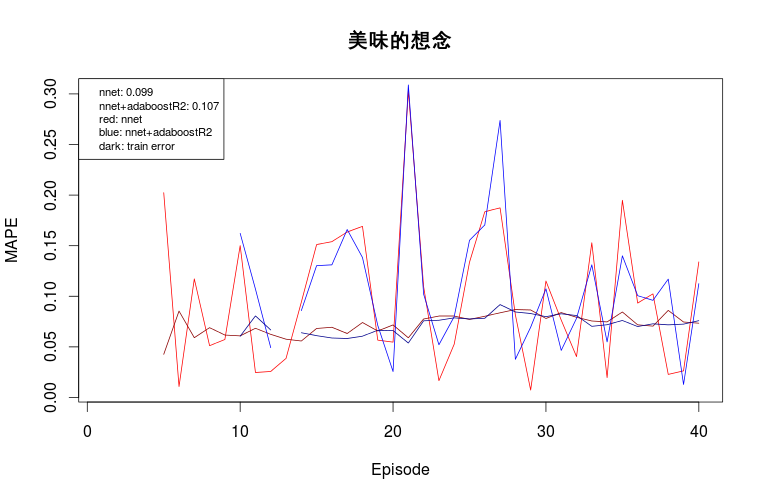 美味的想念
nnet: 0.099
nnet+adaboostR2: 0.107
red: nnet
blue: nnet+adaboostR2
dark: train error
MAPE
0.30
0.25
0.20
0.15
0.10
0.05
0.00
0 10 20 30 40
Episode